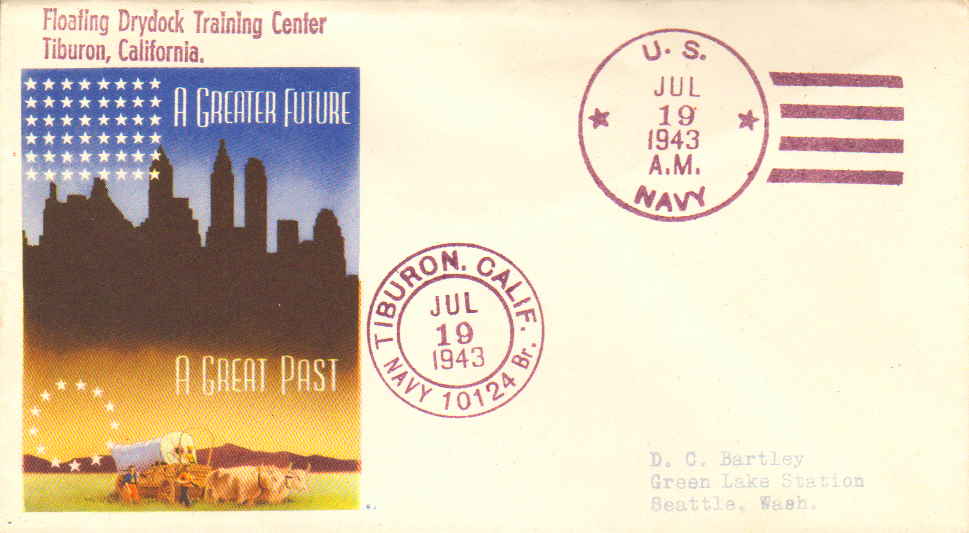 Floating Drydock Training Center
Tiburon, California.
A GREATER FUTURE
A GREAT PAST
U. S.
JUL
19
1943
A.M.
NAVY
TIBURON, CALIF.
JUL
19
1943
NAVY 10124 Br.
D. C. Bartley
Green Lake Station
Seattle, Wash.